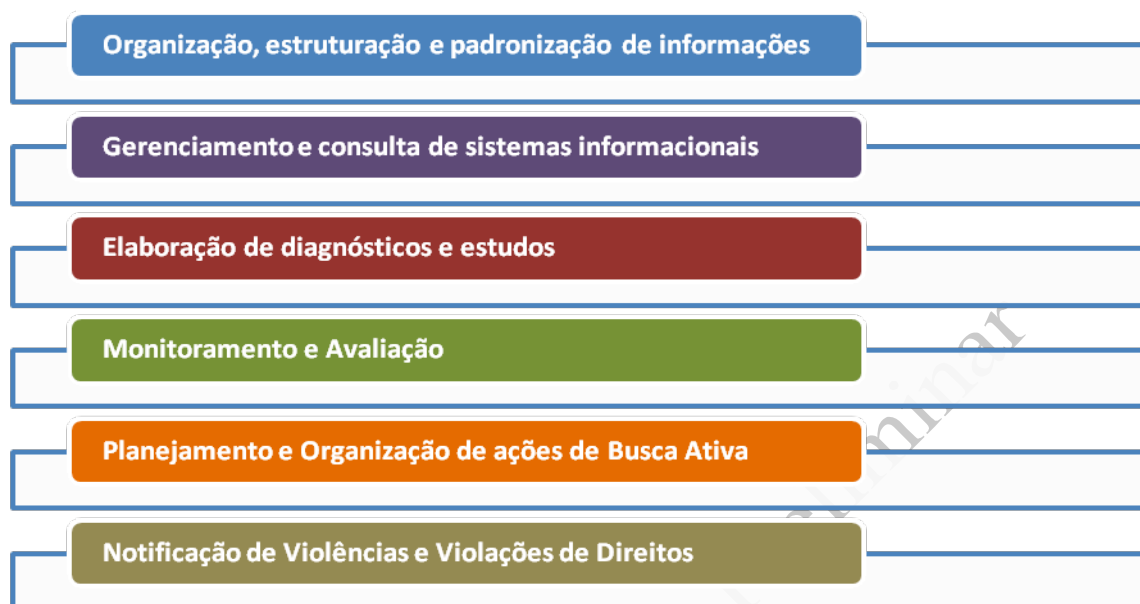 Organização, estruturação e padronização de informações
Gerenciamento e consulta de sistemas informacionais
Elaboração de diagnósticos e estudos
Monitoramento e Avaliação
Planejamento e Organização de ações de Busca Ativa
Notificação de Violências e Violações de Direitos